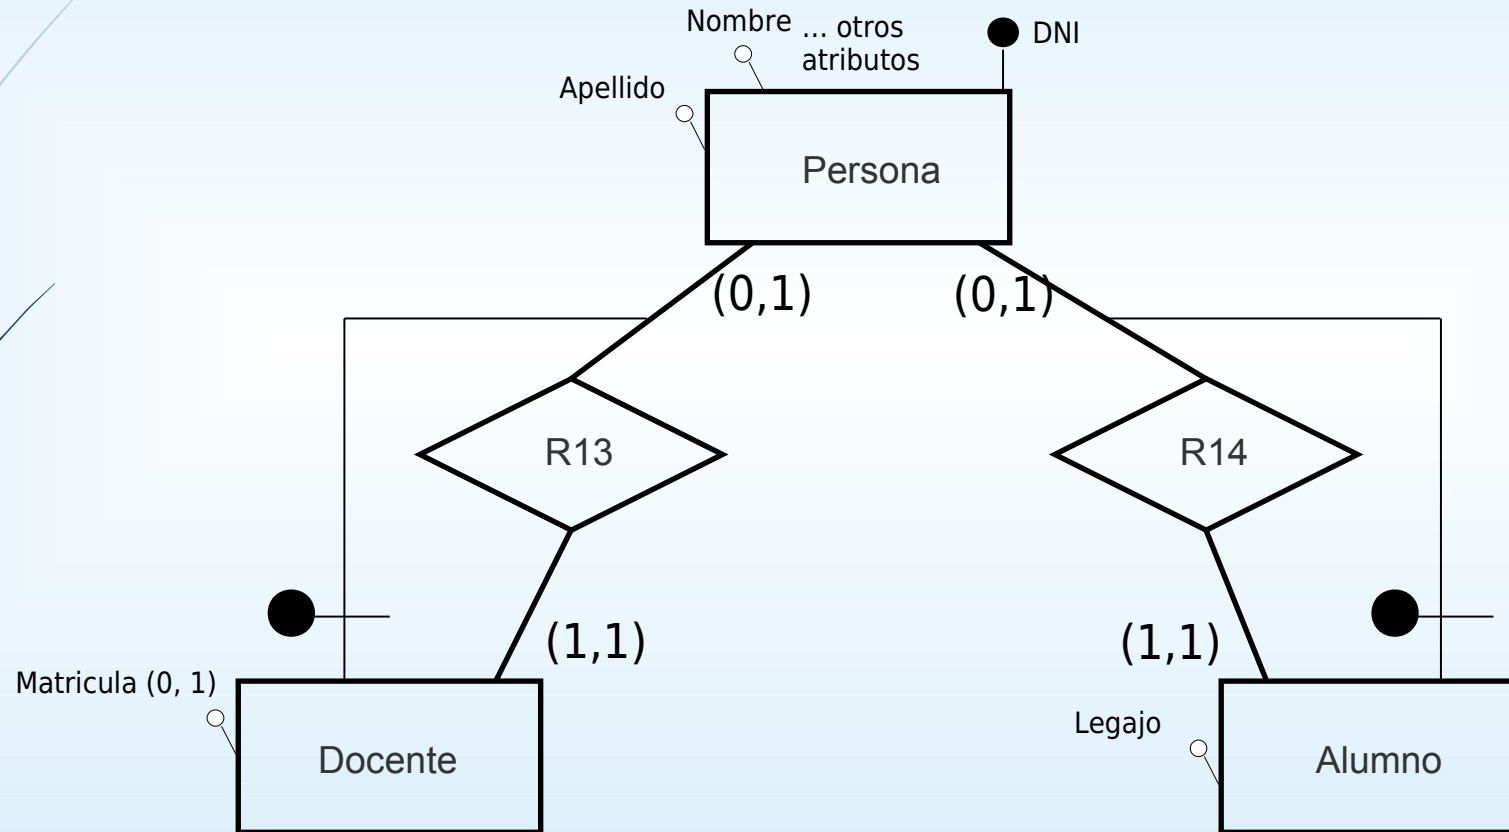 Nombre
... otros
atributos
DNI
Apellido
Persona
(0,1)
(0,1)
R13
R14
(1,1)
(1,1)
Matricula (0, 1)
Legajo
Docente
Alumno